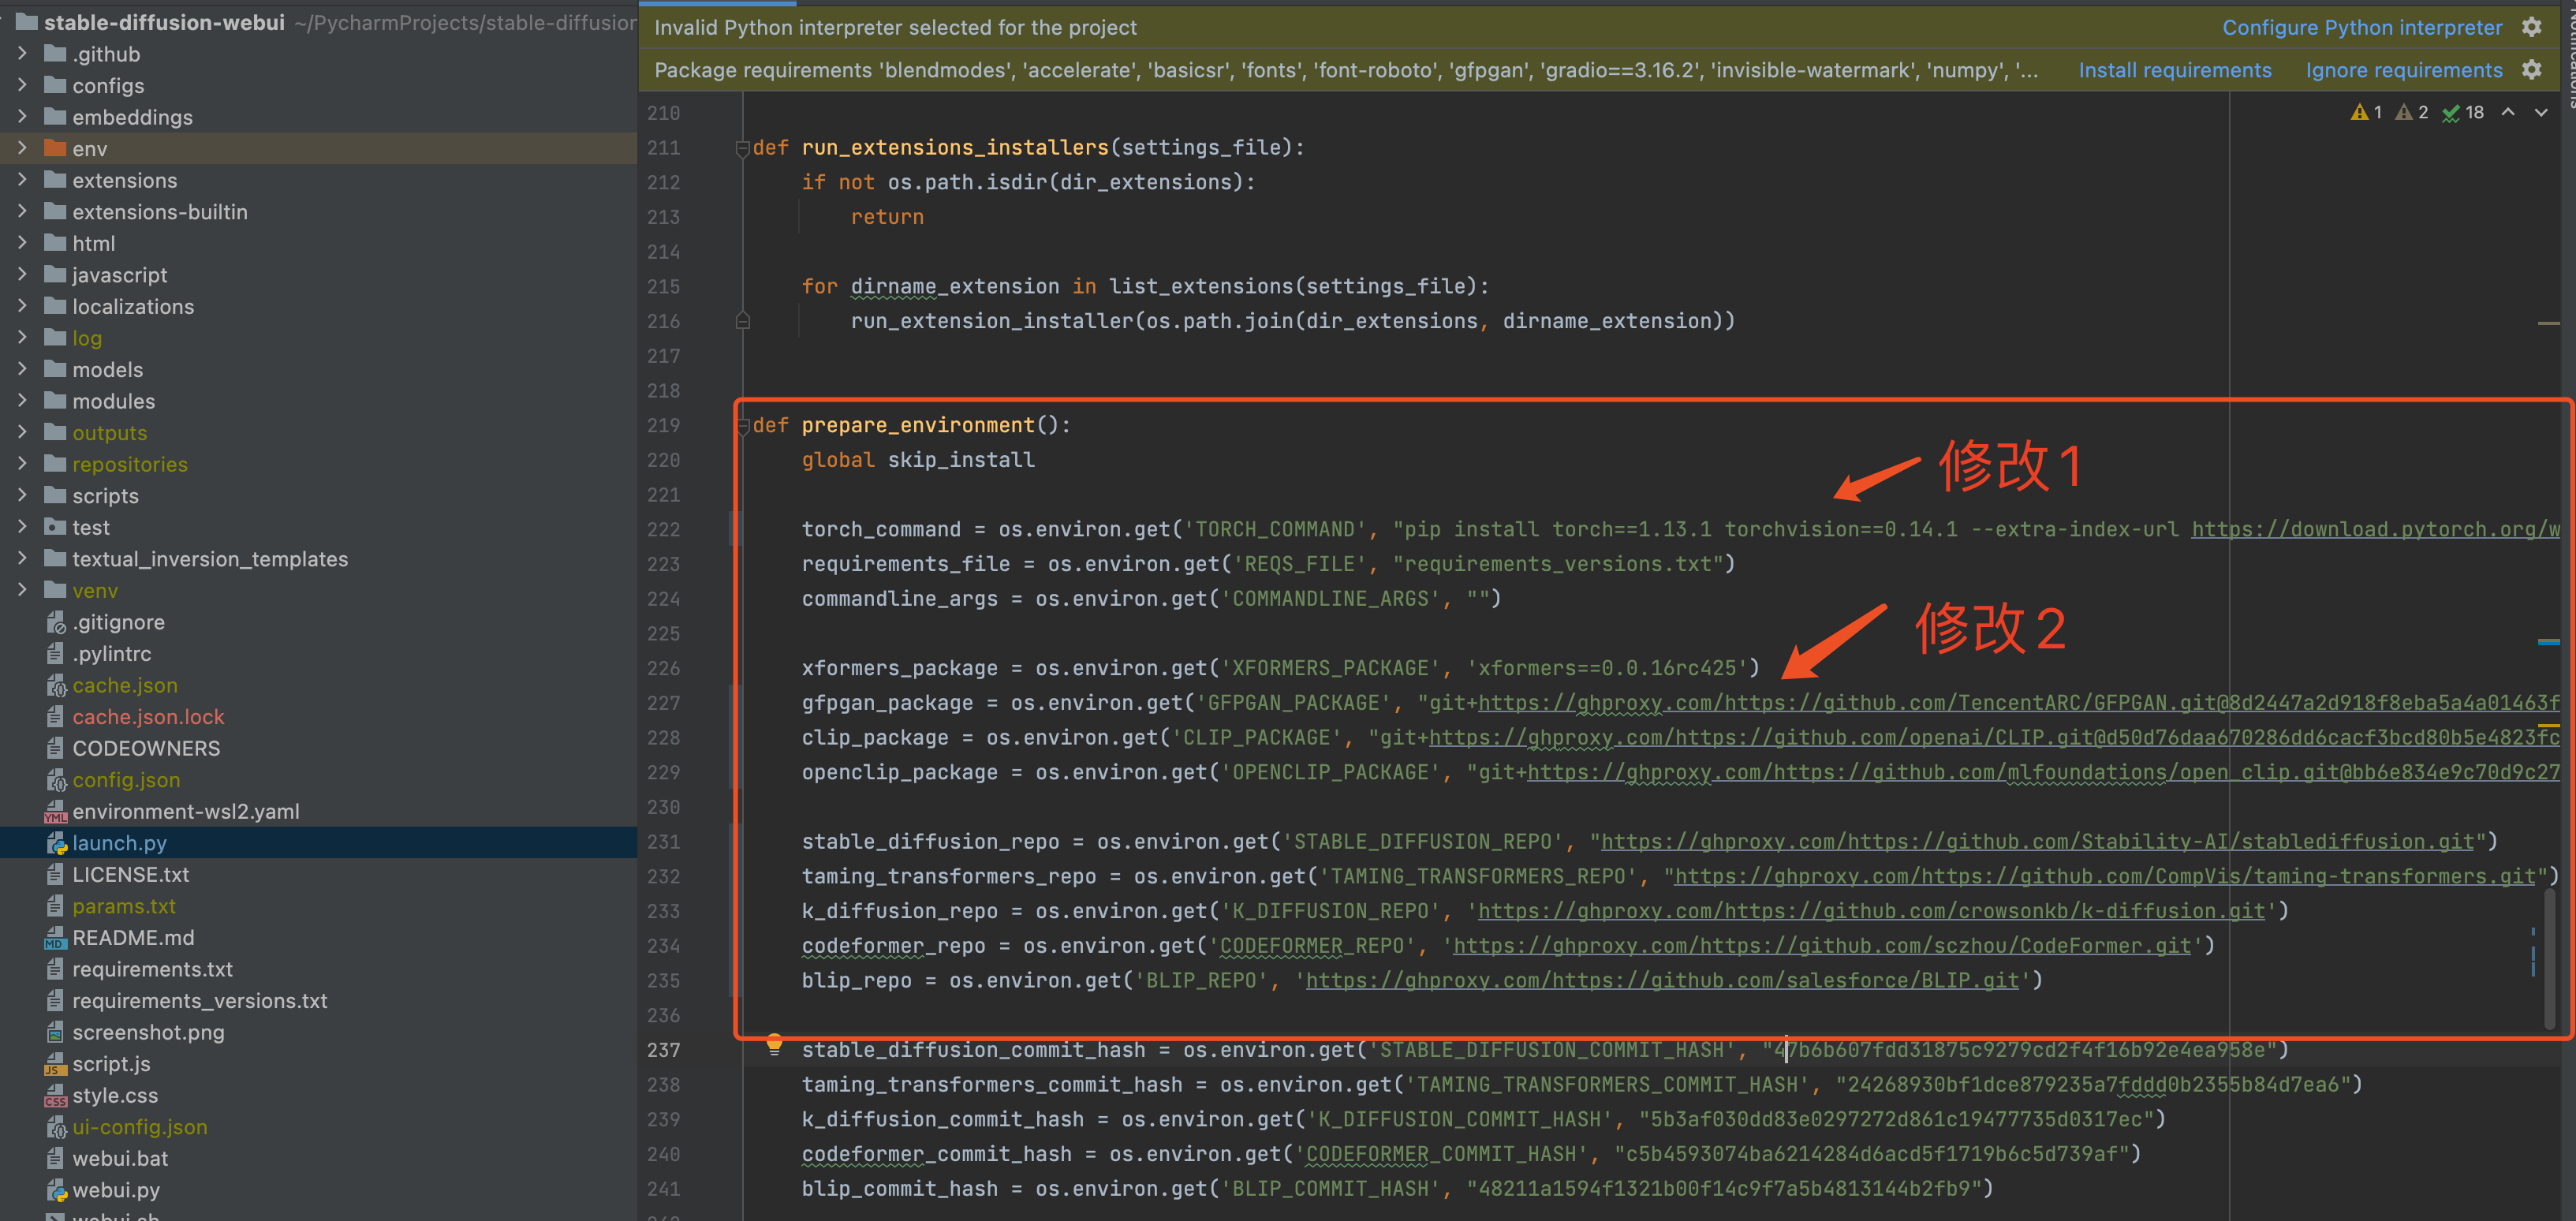 stable-diffusion-webui ~/PycharmProjects/stable-diffusion
.github
configs
embeddings
env
extensions
extensions-builtin
html
javascript
localizations
log
models
modules
outputs
repositories
scripts
test
textual_inversion_templates
venv
.gitignore
.pylintrc
cache.json
cache.json.lock
CODEOWNERS
config.json
environment-wsl2.yaml
launch.py
LICENSE.txt
params.txt
README.md
requirements.txt
requirements_versions.txt
screenshot.png
script.js
style.css
ui-config.json
webui.bat
webui.py
webui.sh
Invalid Python interpreter selected for the project Configure Python interpreter
Package requirements 'blendmodes', 'accelerate', 'basicsr', 'fonts', 'font-roboto', 'gfpgan', 'gradio==3.16.2', 'invisible-watermark', 'numpy', '... Install requirements Ignore requirements
1 2 18
210
211 def run_extensions_installers(settings_file):
212 if not os.path.isdir(dir_extensions):
213 return
214
215 for dirname_extension in list_extensions(settings_file):
216 run_extension_installer(os.path.join(dir_extensions, dirname_extension))
217
218
219 def prepare_environment():
220 global skip_install
修改1
221
222 torch_command = os.environ.get('TORCH_COMMAND', "pip install torch==1.13.1 torchvision==0.14.1 --extra-index-url https://download.pytorch.org/w
223 requirements_file = os.environ.get('REQS_FILE', "requirements_versions.txt")
224 commandline_args = os.environ.get('COMMANDLINE_ARGS', "")
修改2
225
226 xformers_package = os.environ.get('XFORMERS_PACKAGE', 'xformers==0.0.16rc425')
227 gfpgan_package = os.environ.get('GFPGAN_PACKAGE', "git+https://ghproxy.com/https://github.com/TencentARC/GFPGAN.git@8d2447a2d918f8eba5a4a01463f
228 clip_package = os.environ.get('CLIP_PACKAGE', "git+https://ghproxy.com/https://github.com/openai/CLIP.git@d50d76daa670286dd6cacf3bcd80b5e4823fc
229 openclip_package = os.environ.get('OPENCLIP_PACKAGE', "git+https://ghproxy.com/https://github.com/mlfoundations/open_clip.git@bb6e834e9c70d9c27
230
231 stable_diffusion_repo = os.environ.get('STABLE_DIFFUSION_REPO', "https://ghproxy.com/https://github.com/Stability-AI/stablediffusion.git")
232 taming_transformers_repo = os.environ.get('TAMING_TRANSFORMERS_REPO', "https://ghproxy.com/https://github.com/CompVis/taming-transformers.git")
233 k_diffusion_repo = os.environ.get('K_DIFFUSION_REPO', 'https://ghproxy.com/https://github.com/crowsonkb/k-diffusion.git')
234 codeformer_repo = os.environ.get('CODEFORMER_REPO', 'https://ghproxy.com/https://github.com/sczhou/CodeFormer.git')
235 blip_repo = os.environ.get('BLIP_REPO', 'https://ghproxy.com/https://github.com/salesforce/BLIP.git')
236
237 stable_diffusion_commit_hash = os.environ.get('STABLE_DIFFUSION_COMMIT_HASH', "47b6b607fdd31875c9279cd2f4f16b92e4ea958e")
238 taming_transformers_commit_hash = os.environ.get('TAMING_TRANSFORMERS_COMMIT_HASH', "24268930bf1dce879235a7fddd0b2355b84d7ea6")
239 k_diffusion_commit_hash = os.environ.get('K_DIFFUSION_COMMIT_HASH', "5b3af030dd83e0297272d861c19477735d0317ec")
240 codeformer_commit_hash = os.environ.get('CODEFORMER_COMMIT_HASH', "c5b4593074ba6214284d6acd5f1719b6c5d739af")
241 blip_commit_hash = os.environ.get('BLIP_COMMIT_HASH', "48211a1594f1321b00f14c9f7a5b4813144b2fb9")